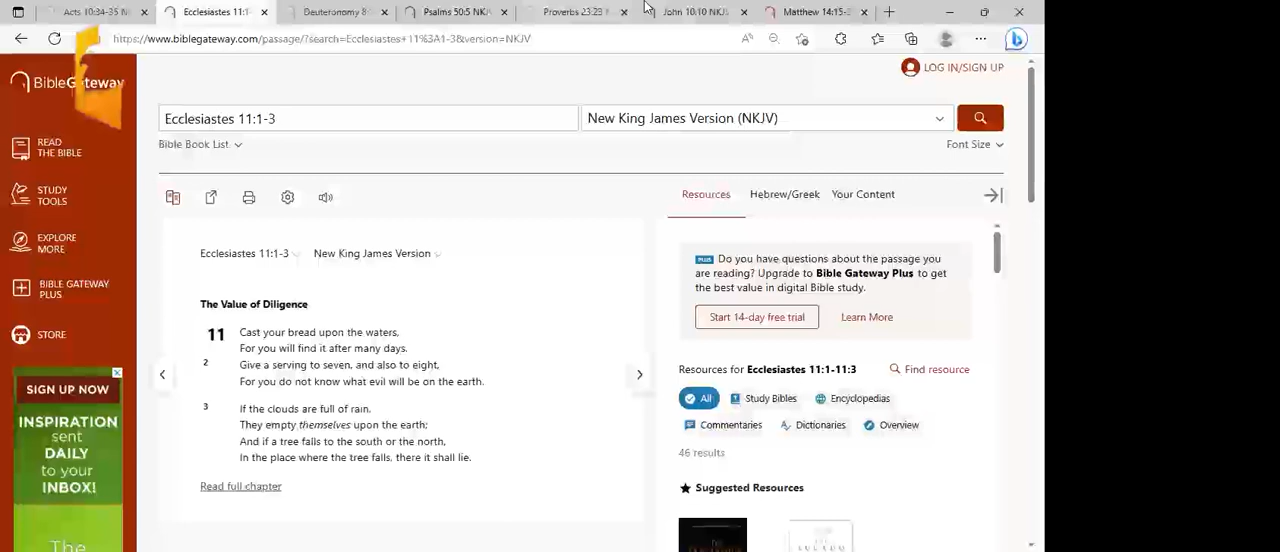 Acts 10:34-35 N
Ecclesiastes 11:1-
Deuteronomy 8
Psalms 50:5 NKJV
Proverbs 23:23
John 10:10 NKJV
Matthew 14:15-2
https://www.biblegateway.com/passage/?search=Ecclesiastes+11%3A1-3&version=NKJV
BibleGateway
LOG IN/SIGN UP
Ecclesiastes 11:1-3
New King James Version (NKJV)
Bible Book List
Font Size
READ
THE BIBLE
STUDY
TOOLS
EXPLORE
MORE
BIBLE GATEWAY
PLUS
STORE
SIGN UP NOW
INSPIRATION
sent
DAILY
to your
INBOX!
The
Ecclesiastes 11:1-3
New King James Version
The Value of Diligence
11 Cast your bread upon the waters,
For you will find it after many days.
2 Give a serving to seven, and also to eight,
For you do not know what evil will be on the earth.
3 If the clouds are full of rain,
They empty themselves upon the earth;
And if a tree falls to the south or the north,
In the place where the tree falls, there it shall lie.
Read full chapter
Resources
Hebrew/Greek
Your Content
PLUS Do you have questions about the passage you
are reading? Upgrade to Bible Gateway Plus to get
the best value in digital Bible study.
Start 14-day free trial
Learn More
Resources for Ecclesiastes 11:1-11:3
Find resource
All
Study Bibles
Encyclopedias
Commentaries
Dictionaries
Overview
46 results
Suggested Resources